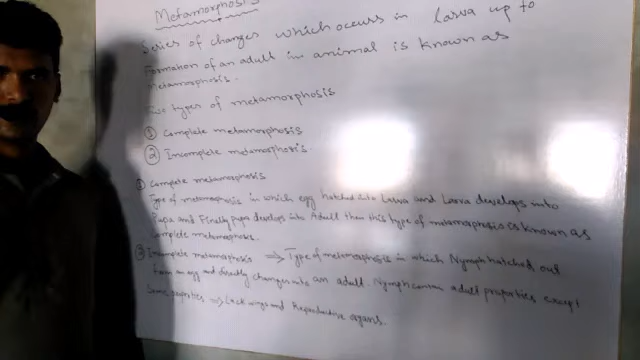 Metamorphosis
Series of changes which occurs in larva up to
Formation of an adult in animal is known as
Metamorphosis.
Two types of metamorphosis
① Complete metamorphosis
② Incomplete metamorphosis
① Complete metamorphosis
Type of metamorphosis in which egg hatched into Larva and Larva develops into
Pupa and Finally pupa develops into Adult then this type of metamorphosis is known as
complete metamorphosis.
② Incomplete metamorphosis ⇒ Type of metamorphosis in which Nymph hatched out
from an egg and directly changes into an adult. Nymph contain adult properties except
Some properties ⇒ Lack wings and Reproductive organs.